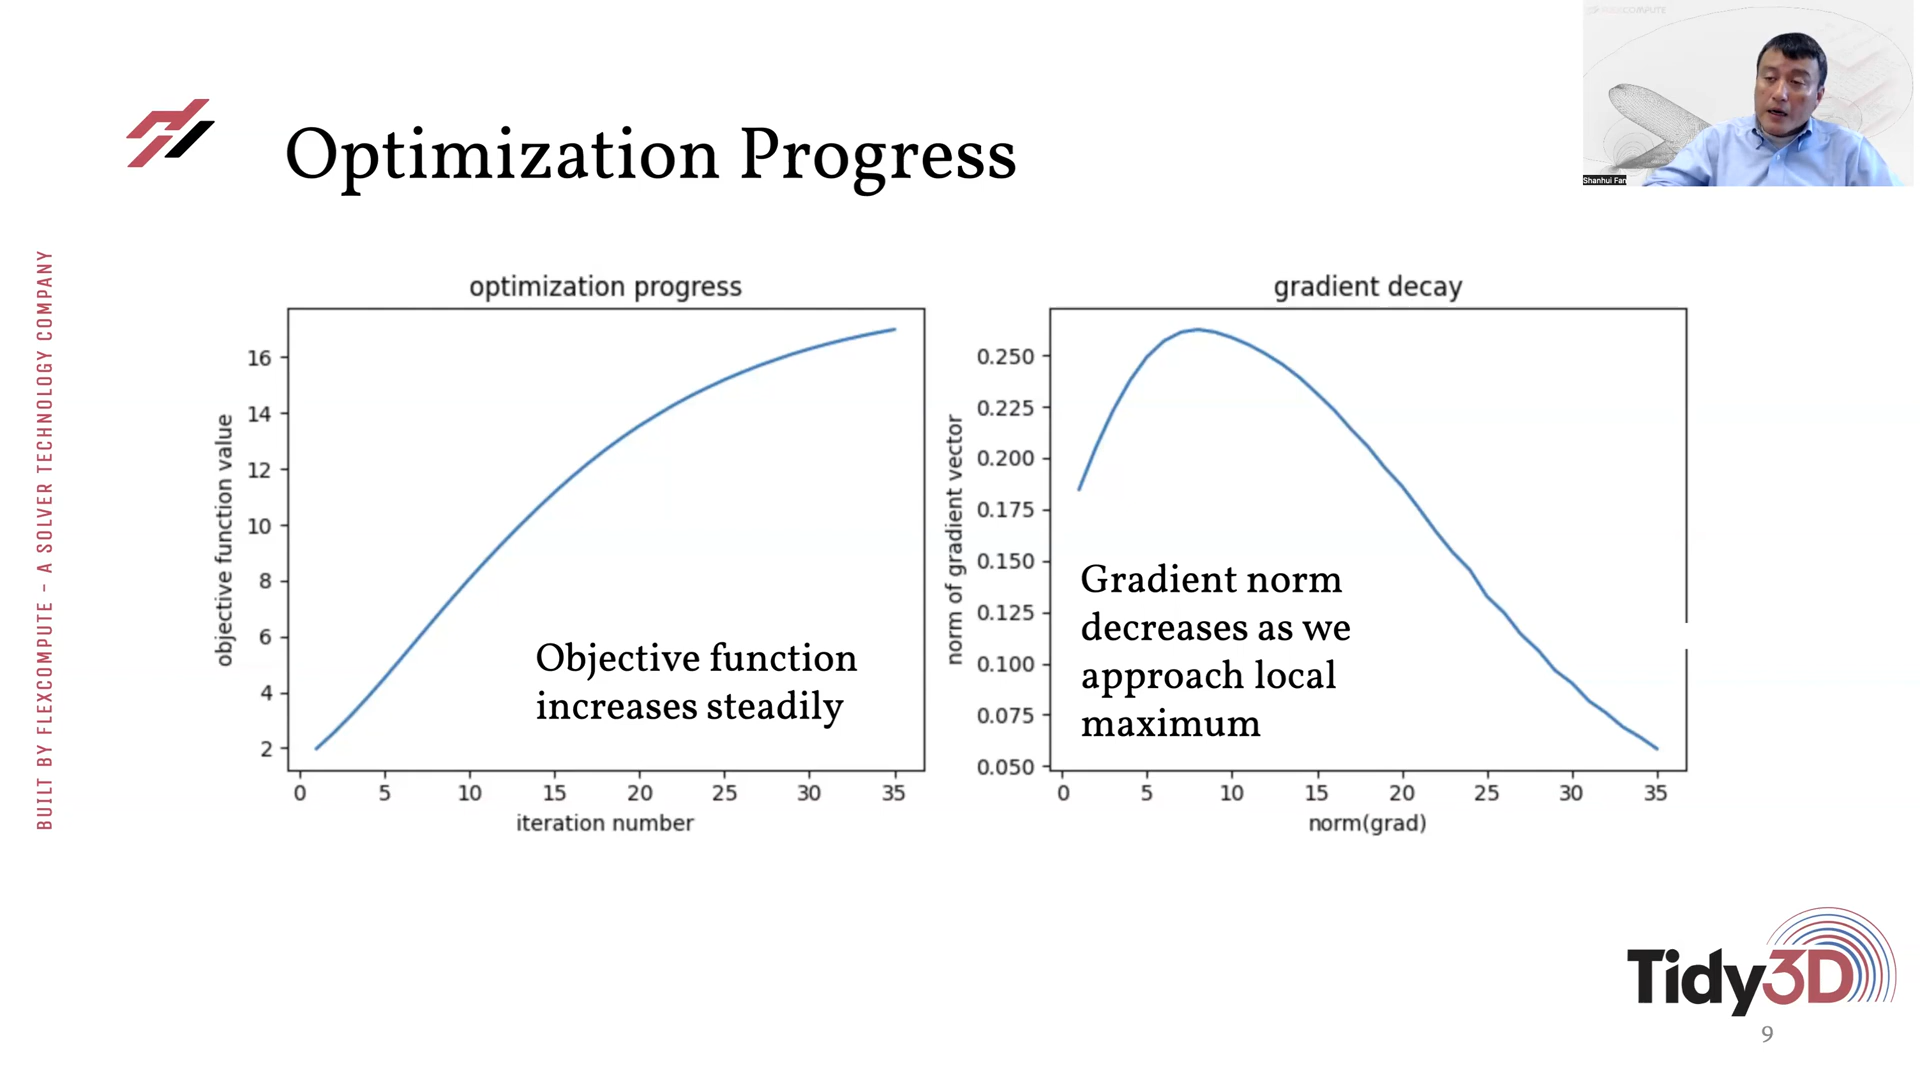 Optimization Progress
BUILT BY FLEXCOMPUTE – A SOLVER TECHNOLOGY COMPANY
Shanhui Fan
optimization progress
objective function value
16
14
12
10
8
6
4
2
0 5 10 15 20 25 30 35
iteration number
Objective function
increases steadily
gradient decay
norm of gradient vector
0.250
0.225
0.200
0.175
0.150
0.125
0.100
0.075
0.050
0 5 10 15 20 25 30 35
norm(grad)
Gradient norm
decreases as we
approach local
maximum
Tidy3D
9